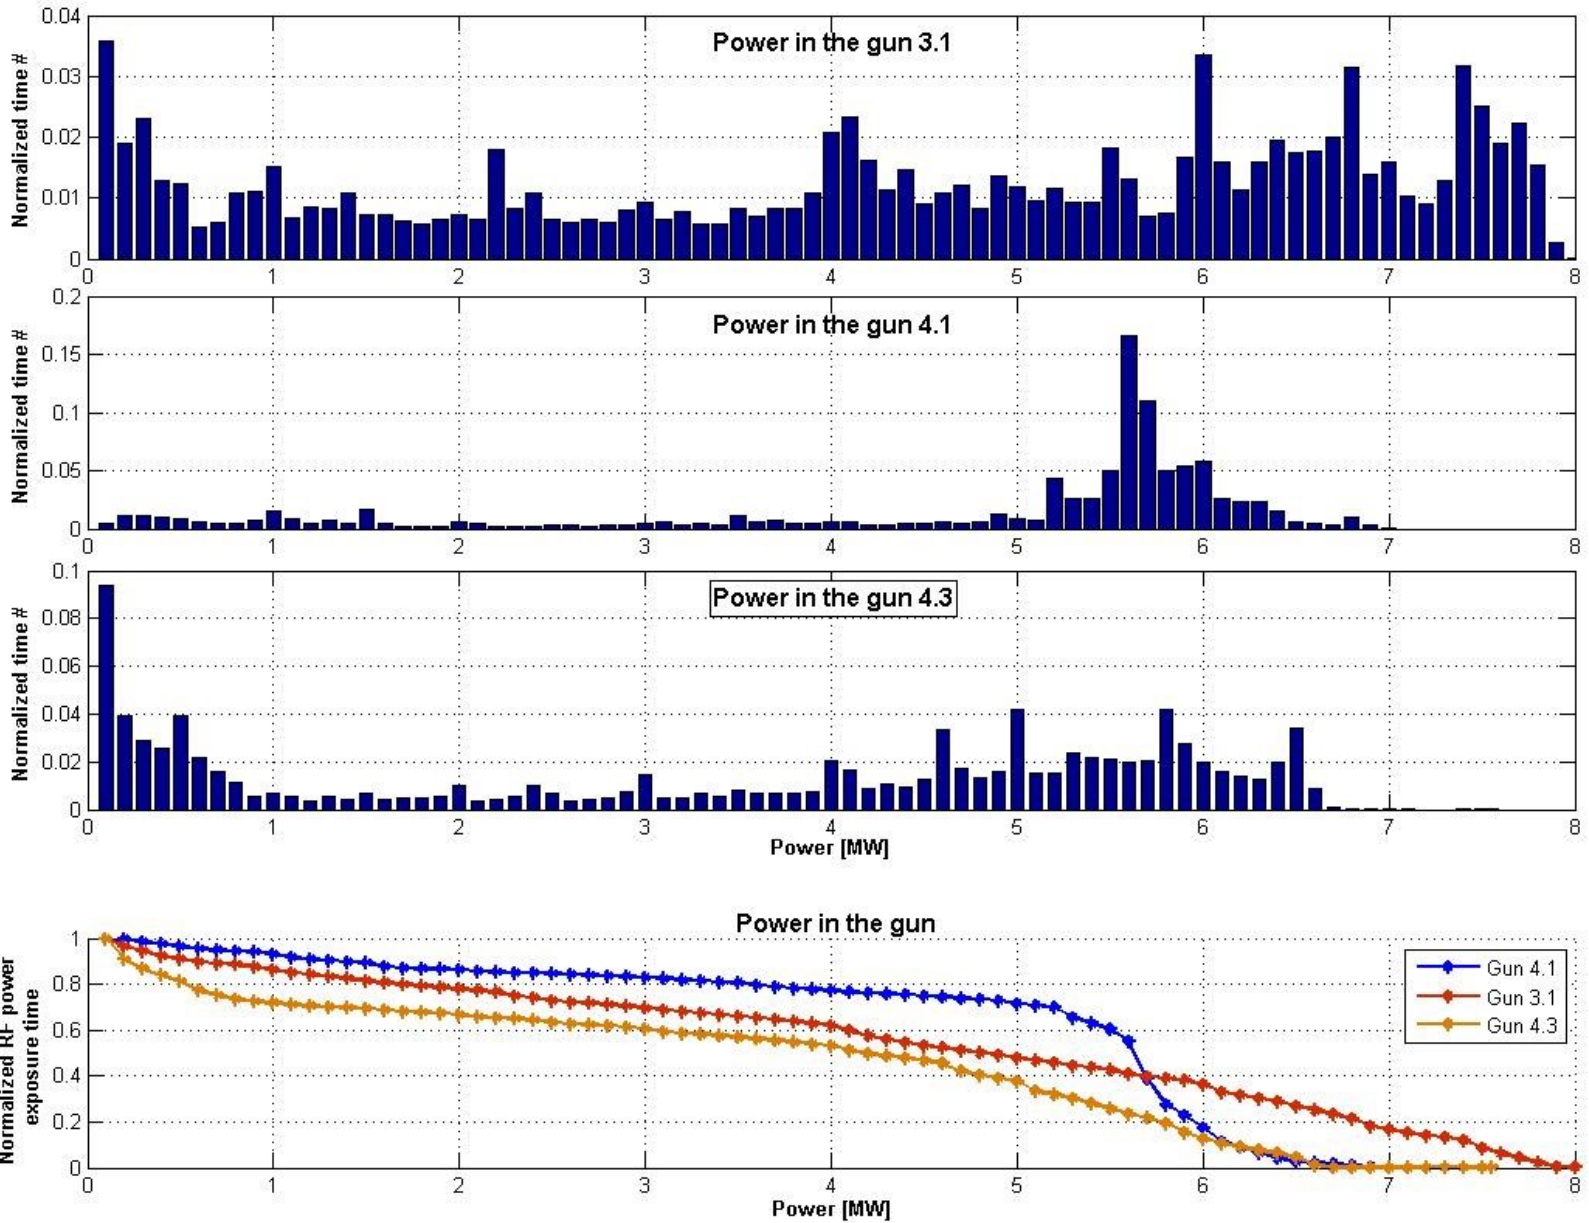 Power in the gun 3.1
Normalized time #
0.04
0.03
0.02
0.01
0
0 1 2 3 4 5 6 7 8
Power in the gun 4.1
Normalized time #
0.2
0.15
0.1
0.05
0
0 1 2 3 4 5 6 7 8
Power in the gun 4.3
Normalized time #
0.1
0.08
0.06
0.04
0.02
0
0 1 2 3 4 5 6 7 8
Power [MW]
Power in the gun
Normalized RF power
exposure time
1
0.8
0.6
0.4
0.2
0
Gun 4.1
Gun 3.1
Gun 4.3
0 1 2 3 4 5 6 7 8
Power [MW]